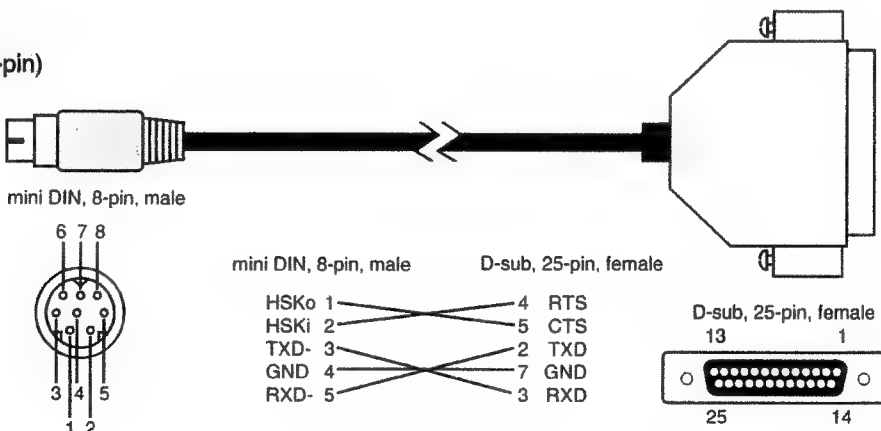 -pin)
mini DIN, 8-pin, male
6 7 8
3 4 5
1 2
mini DIN, 8-pin, male D-sub, 25-pin, female
HSKo 1 4 RTS
HSKi 2 5 CTS
TXD- 3 2 TXD
GND 4 7 GND
RXD- 5 3 RXD
D-sub, 25-pin, female
13 1
25 14